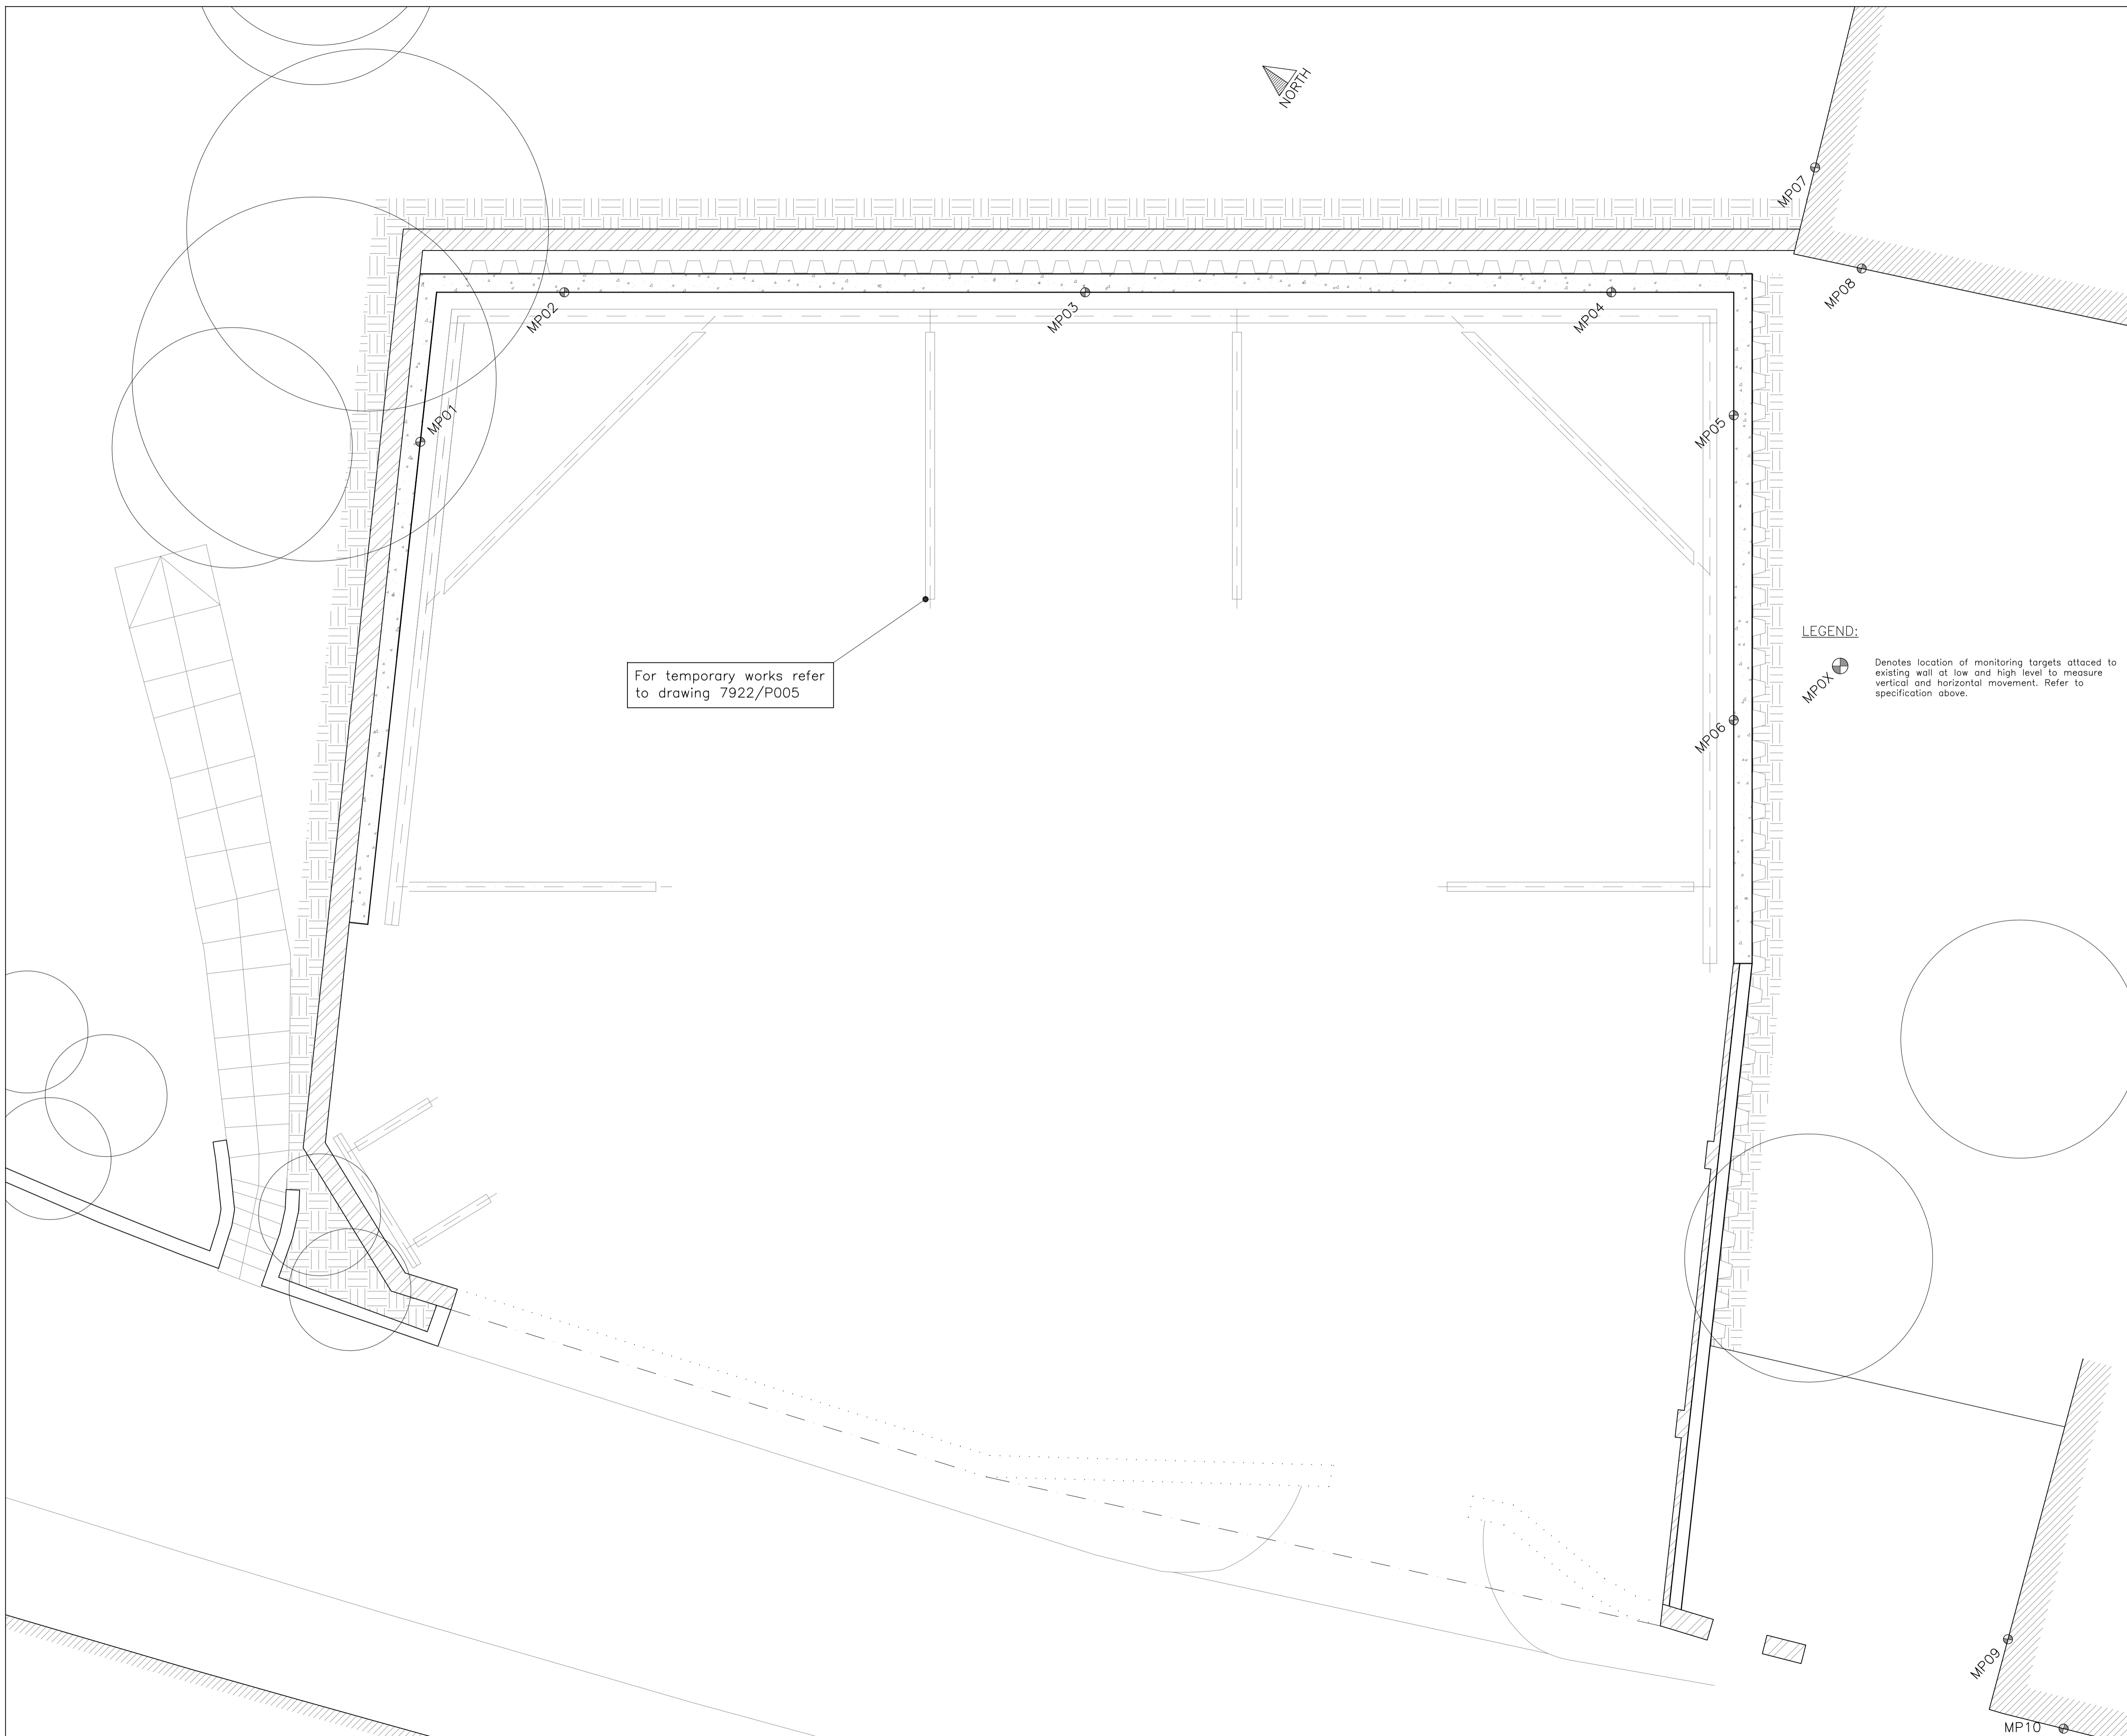 NORTH
MP07
MP08
MP02
MP03
MP04
MP01
MP05
LEGEND:
MP0X
Denotes location of monitoring targets attaced to
existing wall at low and high level to measure
vertical and horizontal movement. Refer to
specification above.
For temporary works refer
to drawing 7922/P005
MP06
MP09
MP10